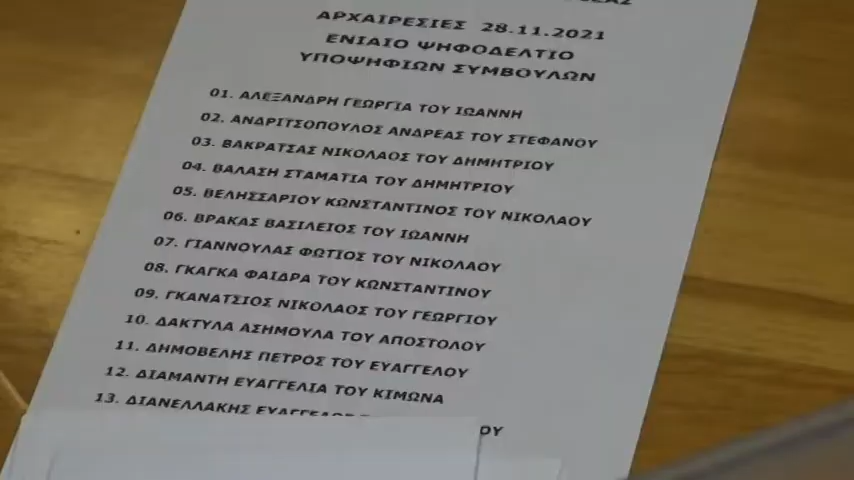 ΑΡΧΑΙΡΕΣΙΕΣ 28.11.2021
ΕΝΙΑΙΟ ΨΗΦΟΔΕΛΤΙΟ
ΥΠΟΨΗΦΙΩΝ ΣΥΜΒΟΥΛΩΝ
01. ΑΛΕΞΑΝΔΡΗ ΓΕΩΡΓΙΑ ΤΟΥ ΙΩΑΝΝΗ
02. ΑΝΔΡΙΤΣΟΠΟΥΛΟΣ ΑΝΔΡΕΑΣ ΤΟΥ ΣΤΕΦΑΝΟΥ
03. ΒΑΚΡΑΤΣΑΣ ΝΙΚΟΛΑΟΣ ΤΟΥ ΔΗΜΗΤΡΙΟΥ
04. ΒΑΛΑΣΗ ΣΤΑΜΑΤΙΑ ΤΟΥ ΔΗΜΗΤΡΙΟΥ
05. ΒΕΛΗΣΣΑΡΙΟΥ ΚΩΝΣΤΑΝΤΙΝΟΣ ΤΟΥ ΝΙΚΟΛΑΟΥ
06. ΒΡΑΚΑΣ ΒΑΣΙΛΕΙΟΣ ΤΟΥ ΙΩΑΝΝΗ
07. ΓΙΑΝΝΟΥΛΑΣ ΦΩΤΙΟΣ ΤΟΥ ΝΙΚΟΛΑΟΥ
08. ΓΚΑΓΚΑ ΦΑΙΔΡΑ ΤΟΥ ΚΩΝΣΤΑΝΤΙΝΟΥ
09. ΓΚΑΝΑΤΣΙΟΣ ΝΙΚΟΛΑΟΣ ΤΟΥ ΓΕΩΡΓΙΟΥ
10. ΔΑΚΤΥΛΑ ΑΣΗΜΟΥΛΑ ΤΟΥ ΑΠΟΣΤΟΛΟΥ
11. ΔΗΜΟΒΕΛΗΣ ΠΕΤΡΟΣ ΤΟΥ ΕΥΑΓΓΕΛΟΥ
12. ΔΙΑΜΑΝΤΗ ΕΥΑΓΓΕΛΙΑ ΤΟΥ ΚΙΜΩΝΑ
13. ΔΙΑΝΕΛΛΑΚΗΣ ΕΥΑΓΓΕΛΟΣ